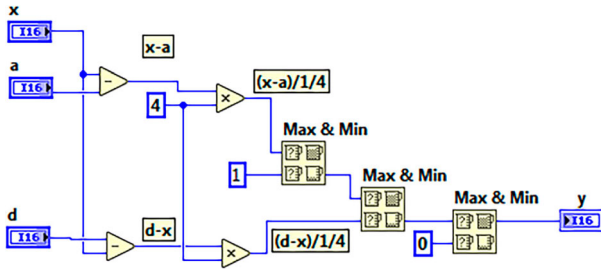 x
I16
x-a
a
I16
(x-a)/1/4
4
Max & Min
1
Max & Min
d
I16
d-x
(d-x)/1/4
Max & Min
0
y
I16